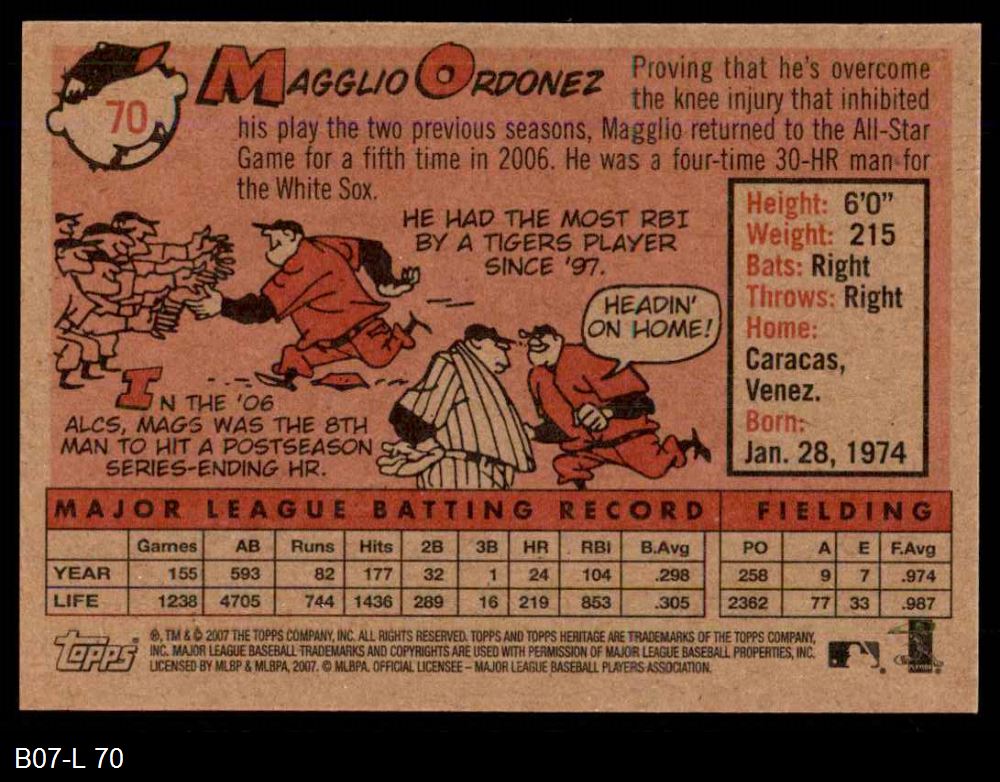 70
MAGGLIO ORDONEZ
Proving that he's overcome
the knee injury that inhibited
his play the two previous seasons, Magglio returned to the All-Star
Game for a fifth time in 2006. He was a four-time 30-HR man for
the White Sox.
HE HAD THE MOST RBI
BY A TIGERS PLAYER
SINCE '97.
HEADIN'
ON HOME!
IN THE '06
ALCS, MAGS WAS THE 8TH
MAN TO HIT A POSTSEASON
SERIES-ENDING HR.
Height: 6'0"
Weight: 215
Bats: Right
Throws: Right
Home:
Caracas,
Venez.
Born:
Jan. 28, 1974
MAJOR LEAGUE BATTING RECORD FIELDING
Games AB Runs Hits 2B 3B HR RBI B.Avg PO A E F.Avg
YEAR 155 593 82 177 32 1 24 104 .298 258 9 7 .974
LIFE 1238 4705 744 1436 289 16 219 853 .305 2362 77 33 .987
topps ®
®, TM & © 2007 THE TOPPS COMPANY, INC. ALL RIGHTS RESERVED. TOPPS AND TOPPS HERITAGE ARE TRADEMARKS OF THE TOPPS COMPANY,
INC. MAJOR LEAGUE BASEBALL TRADEMARKS AND COPYRIGHTS ARE USED WITH PERMISSION OF MAJOR LEAGUE BASEBALL PROPERTIES, INC.
LICENSED BY MLBP & MLBPA, 2007. © MLBPA. OFFICIAL LICENSEE – MAJOR LEAGUE BASEBALL PLAYERS ASSOCIATION.
B07-L 70